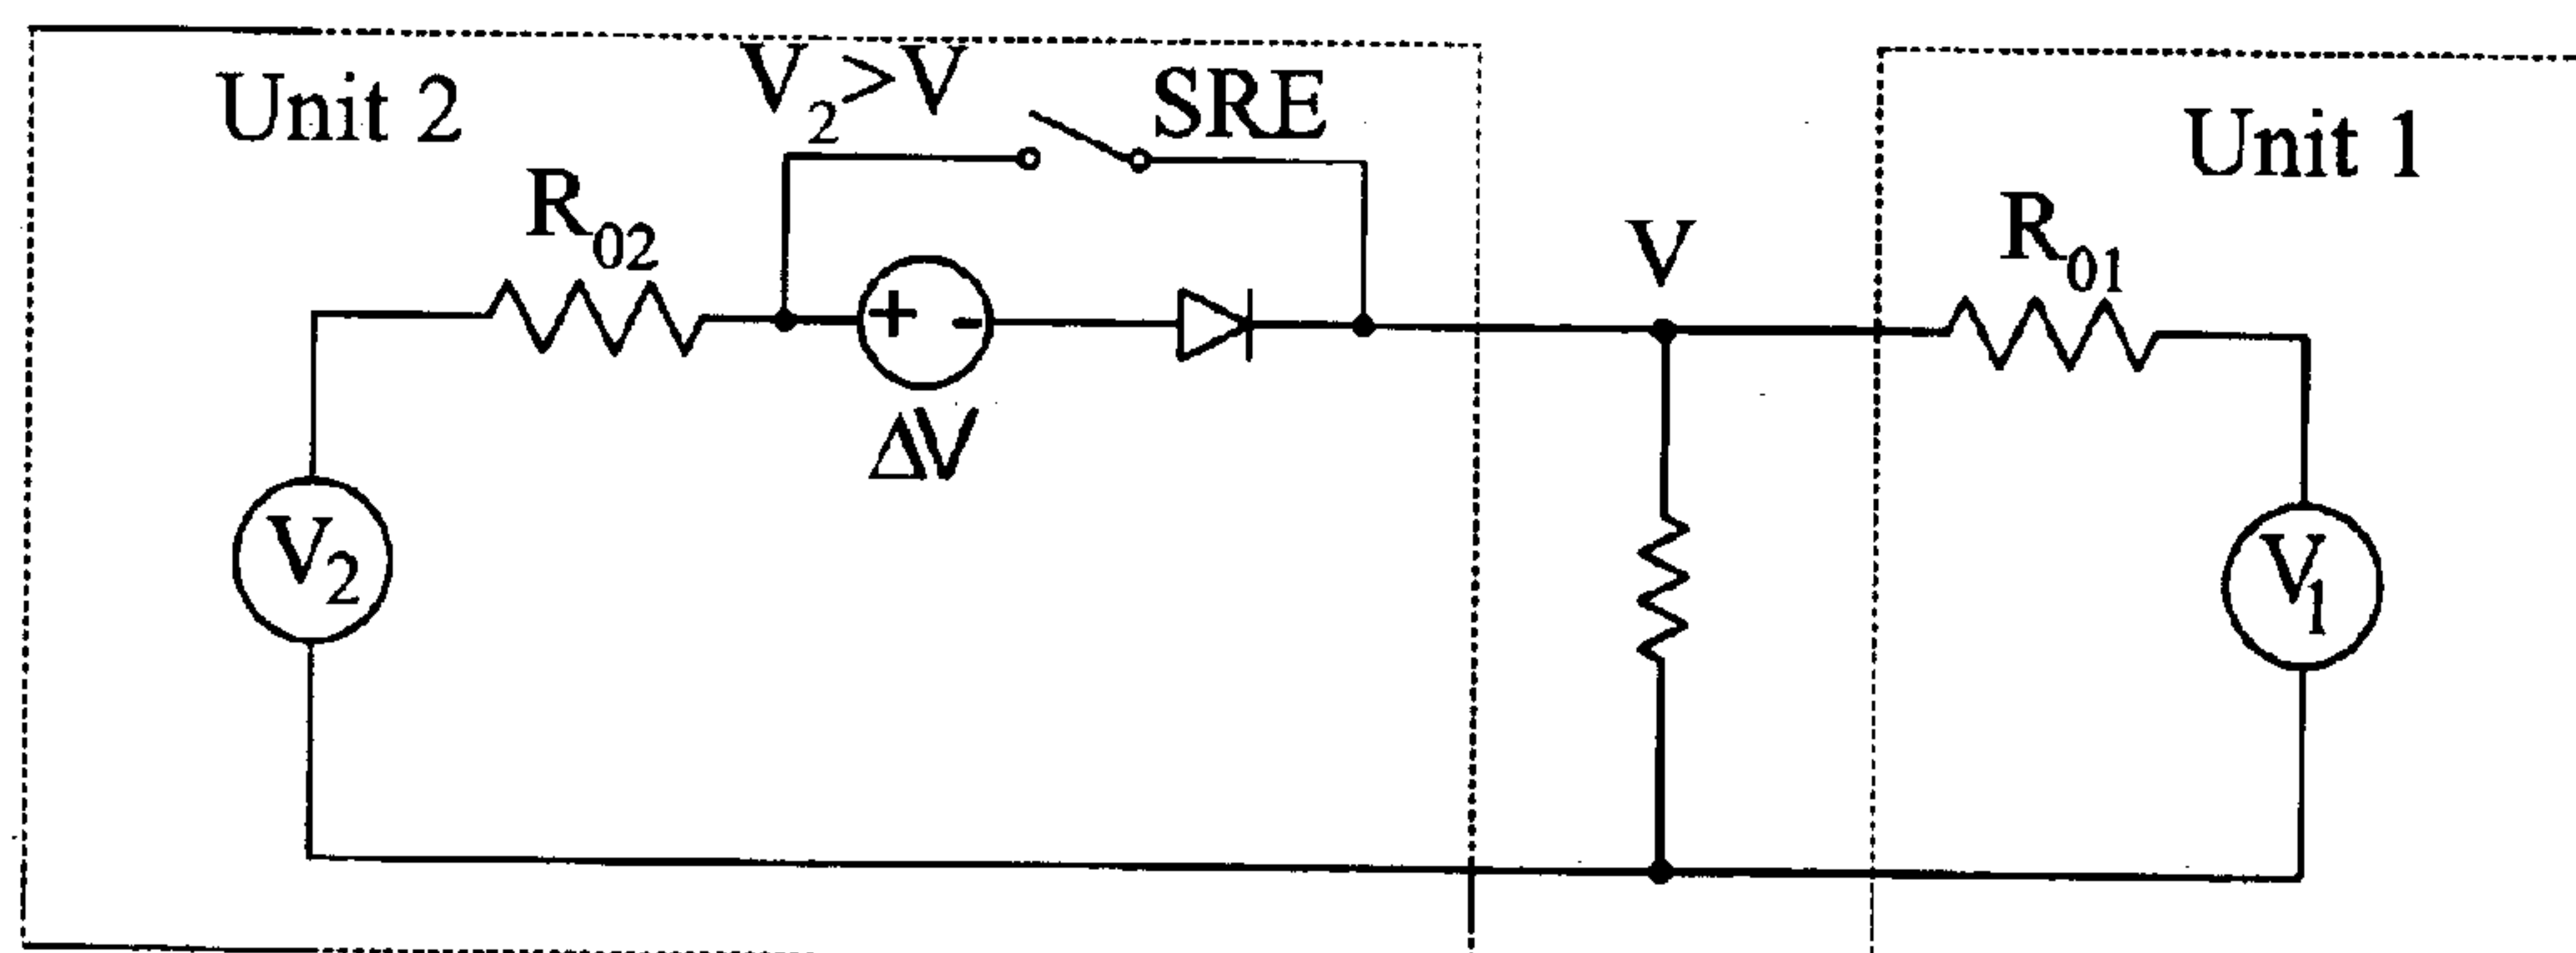 Unit 2
V₂>V
SRE
Unit 1
R₀₂
V
R₀₁
+ -
ΔV
V₂
V₁